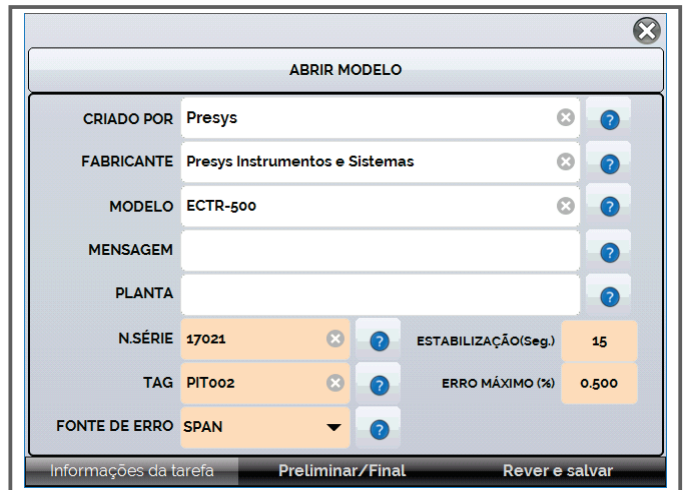 ABRIR MODELO
CRIADO POR Presys ?
FABRICANTE Presys Instrumentos e Sistemas ?
MODELO ECTR-500 ?
MENSAGEM ?
PLANTA ?
N.SÉRIE 17021 ? ESTABILIZAÇÃO(Seg.) 15
TAG PIT002 ? ERRO MÁXIMO (%) 0.500
FONTE DE ERRO SPAN ?
Informações da tarefa Preliminar/Final Rever e salvar